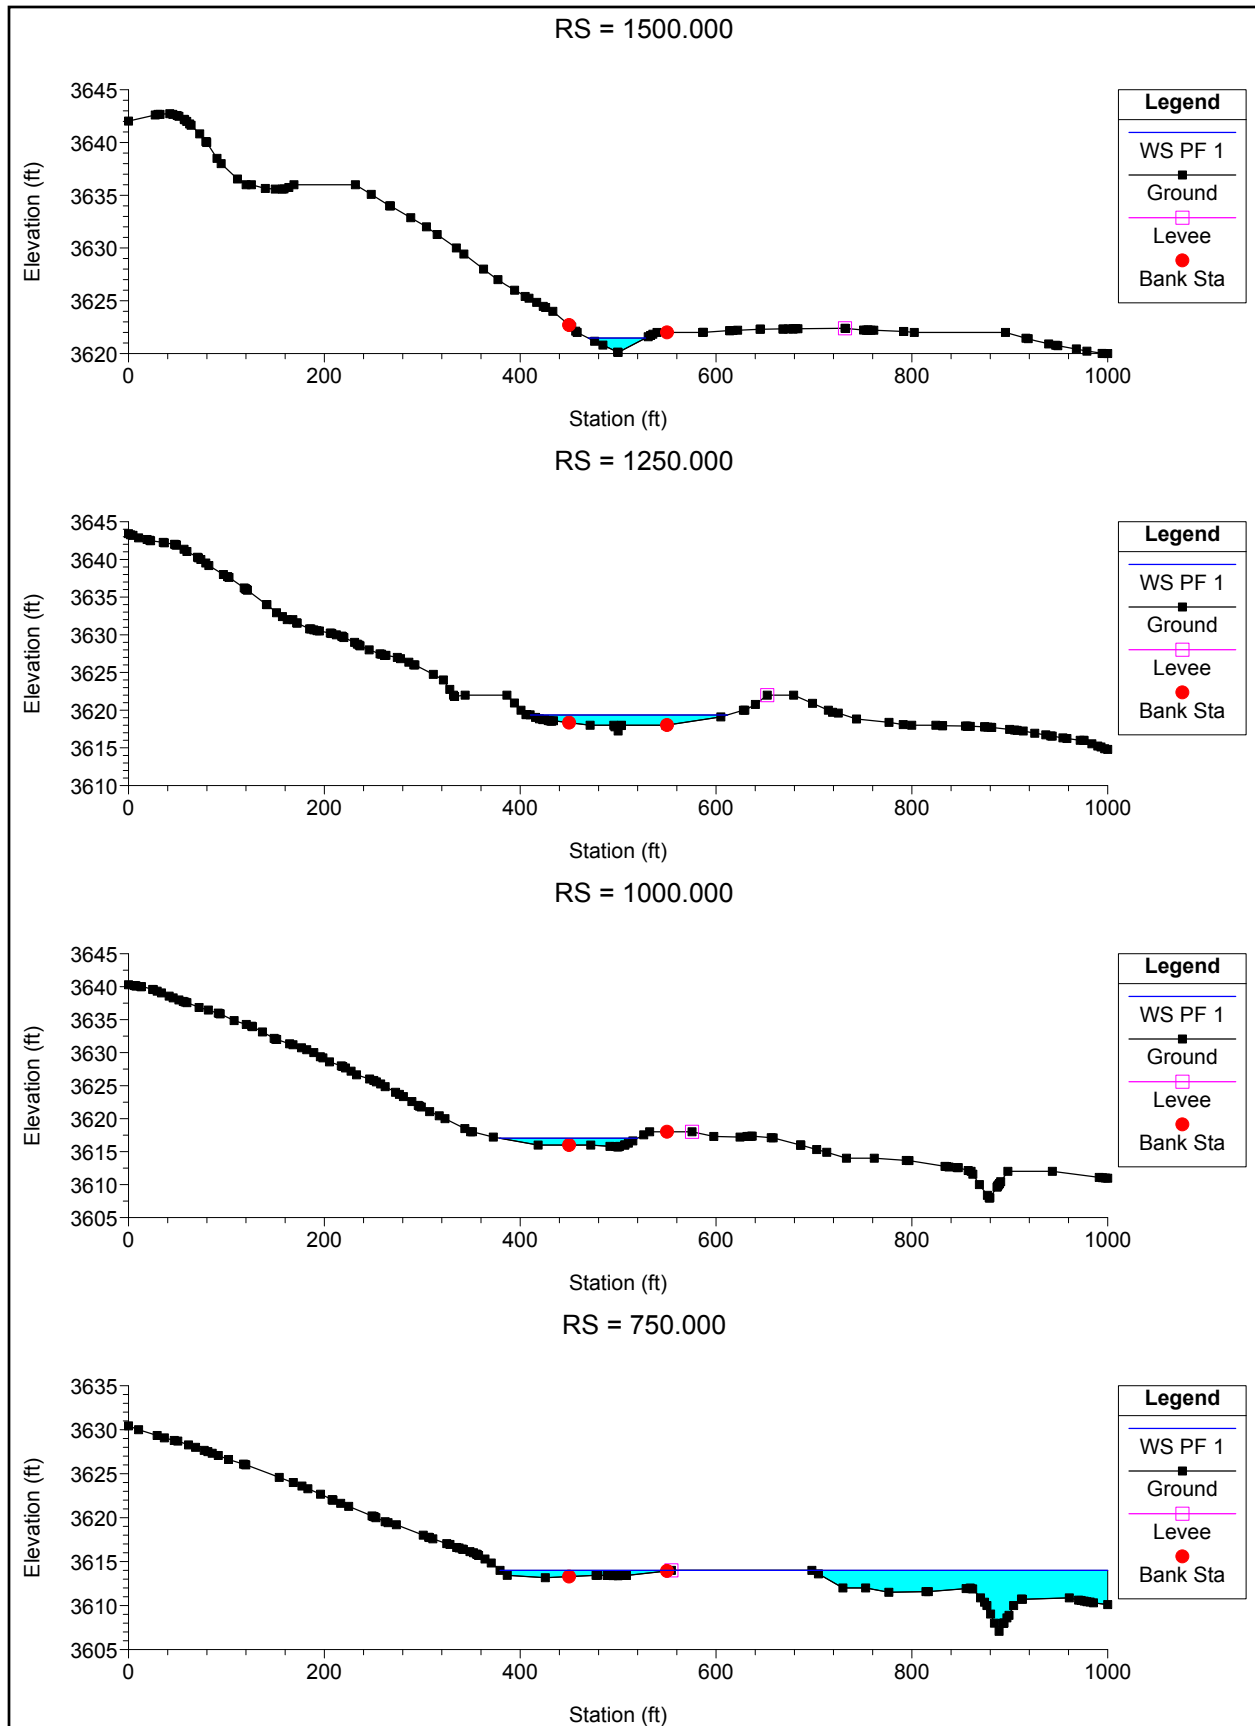 RS = 1500.000
Elevation (ft)
3645
3640
3635
3630
3625
3620
0
200
400
600
800
1000
Station (ft)
Legend
WS PF 1
Ground
Levee
Bank Sta
RS = 1250.000
Elevation (ft)
3645
3640
3635
3630
3625
3620
3615
3610
0
200
400
600
800
1000
Station (ft)
Legend
WS PF 1
Ground
Levee
Bank Sta
RS = 1000.000
Elevation (ft)
3645
3640
3635
3630
3625
3620
3615
3610
3605
0
200
400
600
800
1000
Station (ft)
Legend
WS PF 1
Ground
Levee
Bank Sta
RS = 750.000
Elevation (ft)
3635
3630
3625
3620
3615
3610
3605
0
200
400
600
800
1000
Station (ft)
Legend
WS PF 1
Ground
Levee
Bank Sta